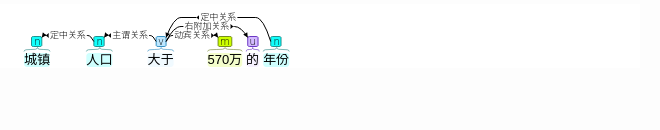 定中关系
右附加关系
定中关系 主谓关系 动宾关系
n n v m u n
城镇 人口 大于 570万 的 年份